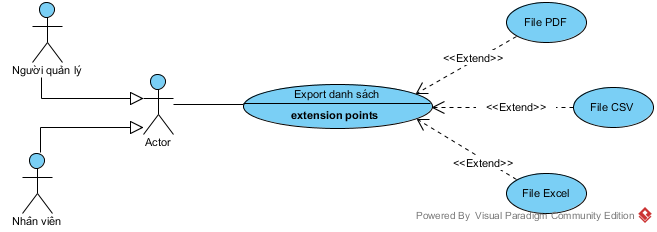 File PDF
<<Extend>>
Người quản lý
Export danh sách
extension points
<<Extend>>
File CSV
Actor
<<Extend>>
File Excel
Nhân viên
Powered By Visual Paradigm Community Edition